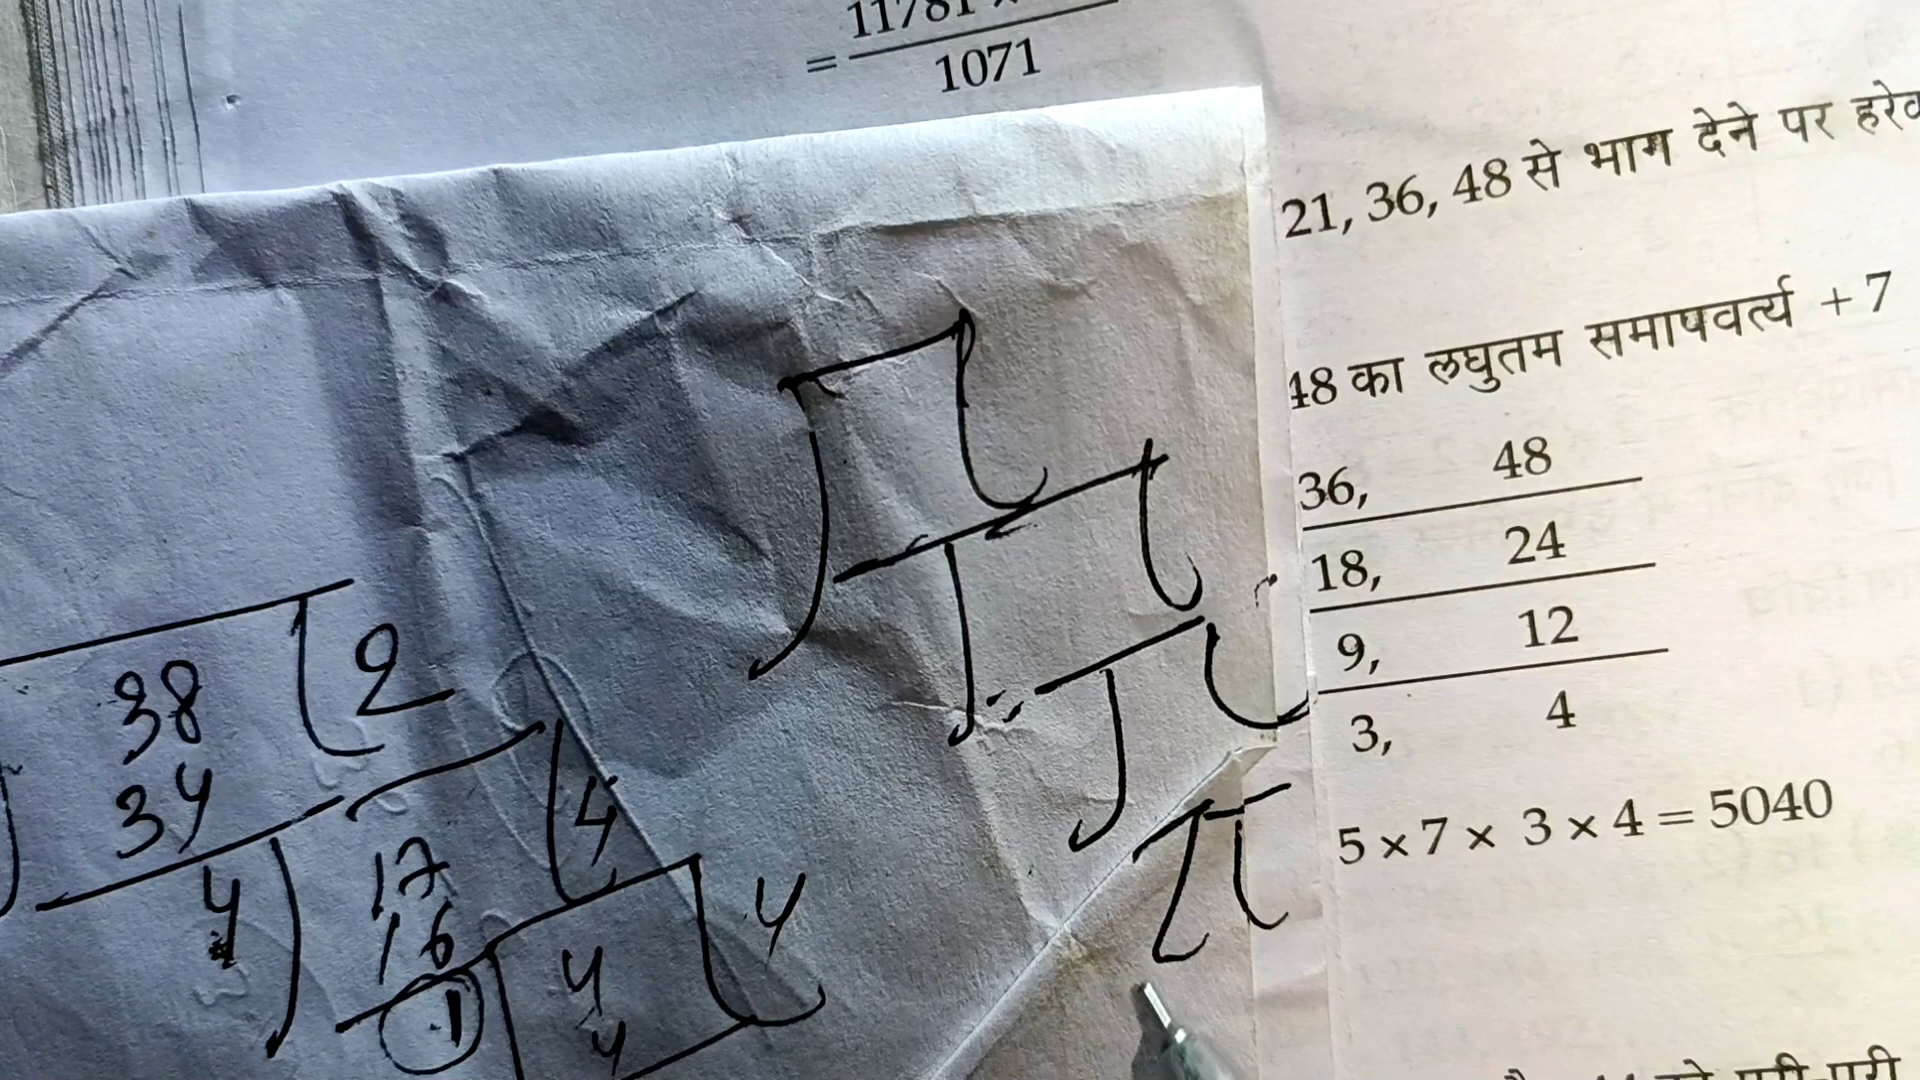 11781 ×
= 1071
21, 36, 48 से भाग देने पर
48 का लघुतम समापवर्त्य + 7
36, 48
18, 24
9, 12
3, 4
5 × 7 × 3 × 4 = 5040
38 2
34
4 17 4
16
1 4 4
4